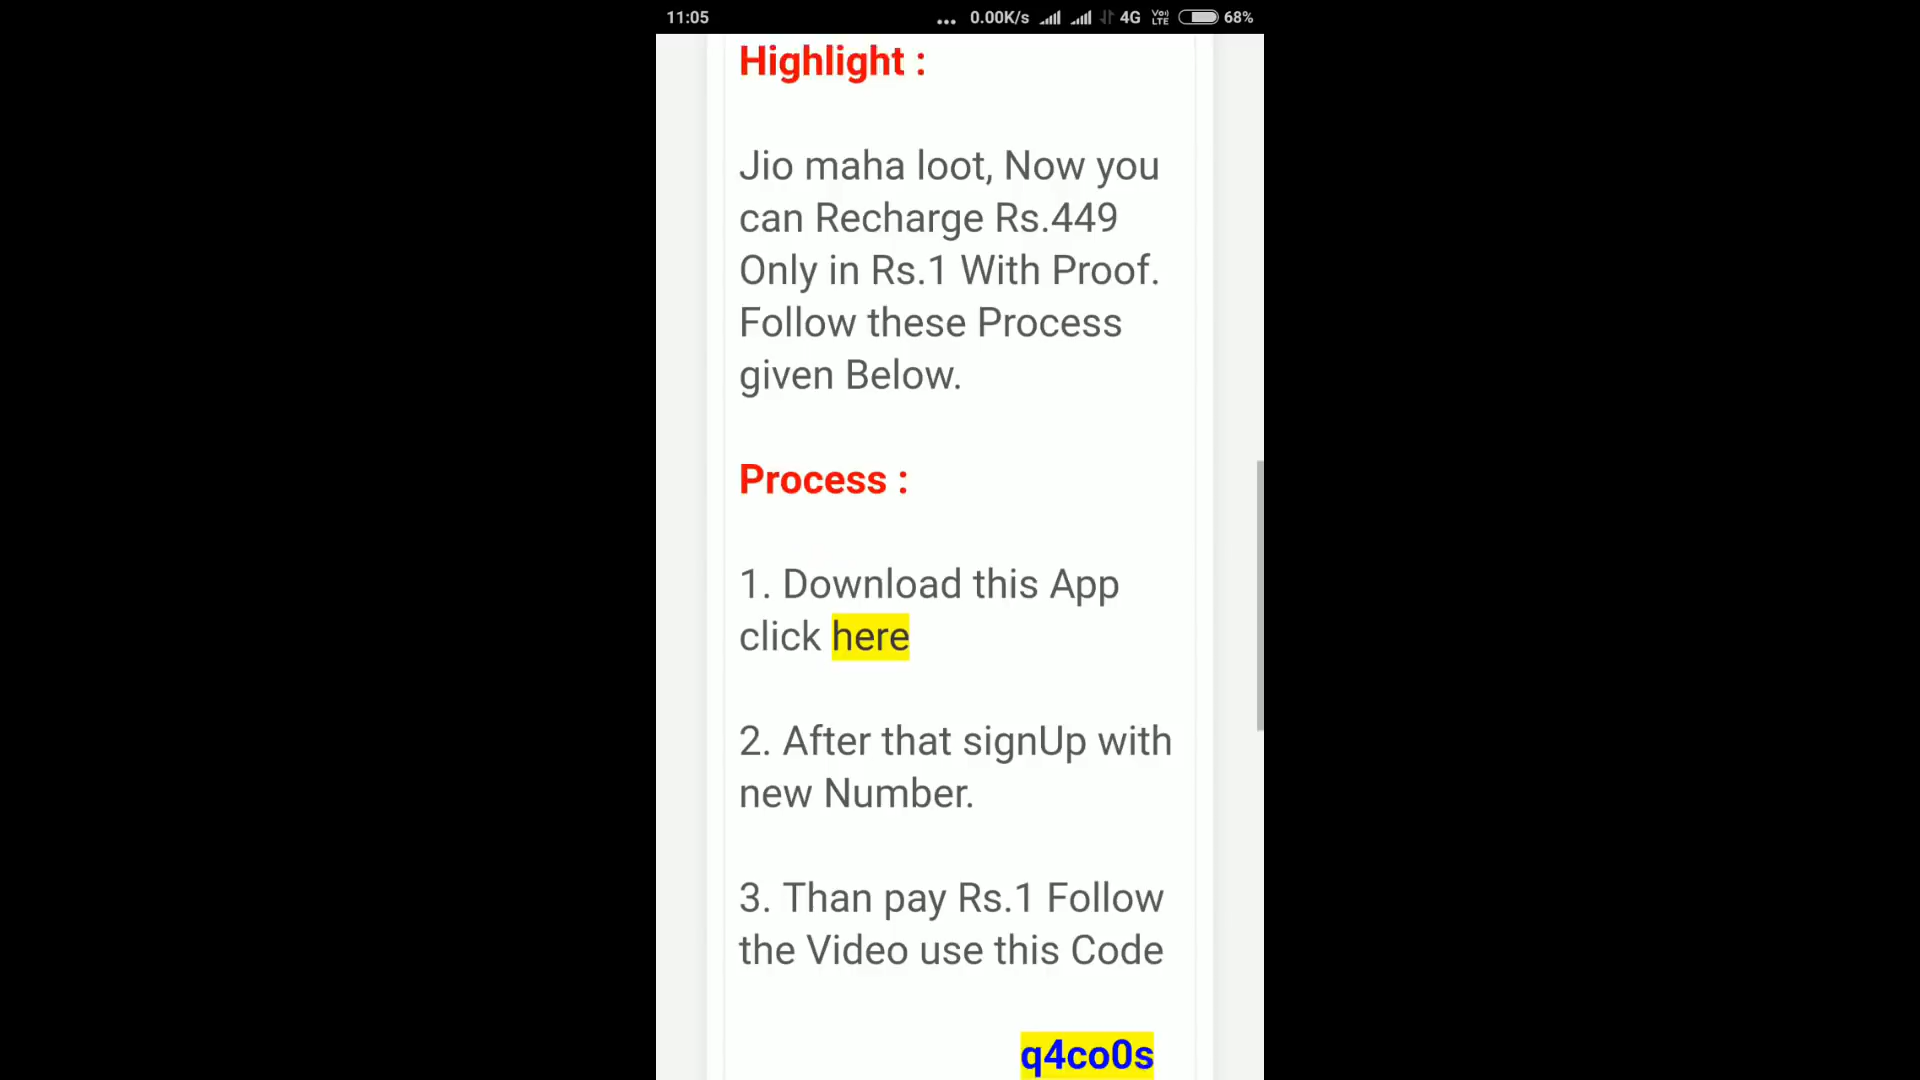 11:05 ... 0.00K/s 4G VoLTE 68%
Highlight :
Jio maha loot, Now you
can Recharge Rs.449
Only in Rs.1 With Proof.
Follow these Process
given Below.
Process :
1. Download this App
click here
2. After that signUp with
new Number.
3. Than pay Rs.1 Follow
the Video use this Code
q4co0s